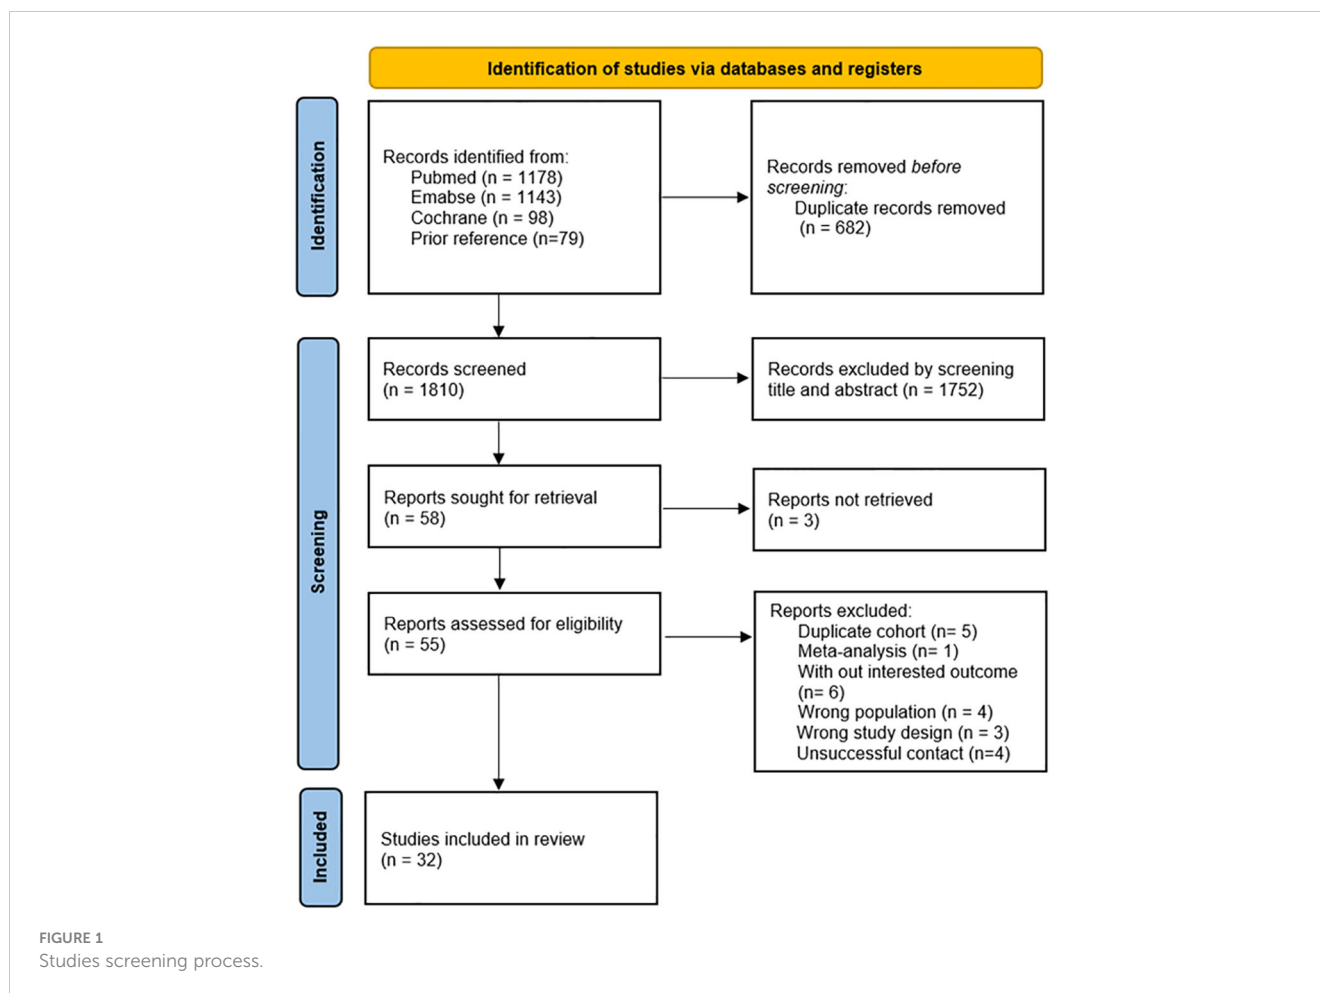 Identification of studies via databases and registers
Identification
Records identified from:
Pubmed (n = 1178)
Emabse (n = 1143)
Cochrane (n = 98)
Prior reference (n=79)
Records removed before
screening:
Duplicate records removed
(n = 682)
Screening
Records screened
(n = 1810)
Records excluded by screening
title and abstract (n = 1752)
Reports sought for retrieval
(n = 58)
Reports not retrieved
(n = 3)
Reports assessed for eligibility
(n = 55)
Reports excluded:
Duplicate cohort (n= 5)
Meta-analysis (n= 1)
With out interested outcome
(n= 6)
Wrong population (n = 4)
Wrong study design (n = 3)
Unsuccessful contact (n=4)
Included
Studies included in review
(n = 32)
FIGURE 1
Studies screening process.